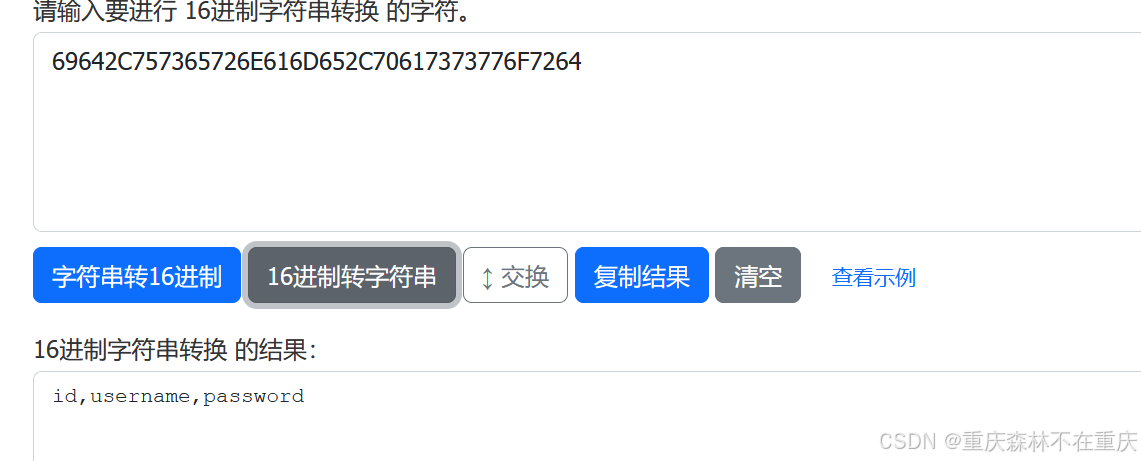 请输入要进行 16进制字符串转换 的字符。
69642C757365726E616D652C70617373776F7264
字符串转16进制 16进制转字符串 ↕ 交换 复制结果 清空 查看示例
16进制字符串转换 的结果：
id,username,password
CSDN @重庆森林不在重庆